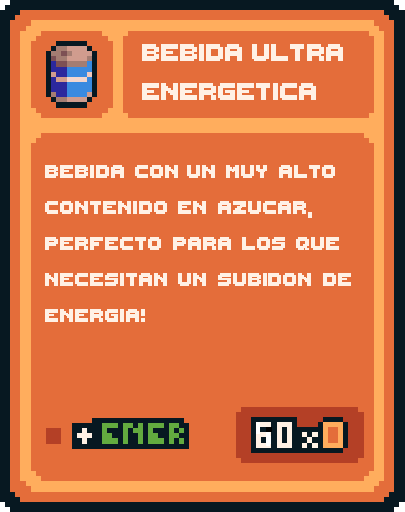 BEBIDA ULTRA
ENERGETICA
BEBIDA CON UN MUY ALTO
CONTENIDO EN AZUCAR,
PERFECTO PARA LOS QUE
NECESITAN UN SUBIDON DE
ENERGIA!
+ENER
60x